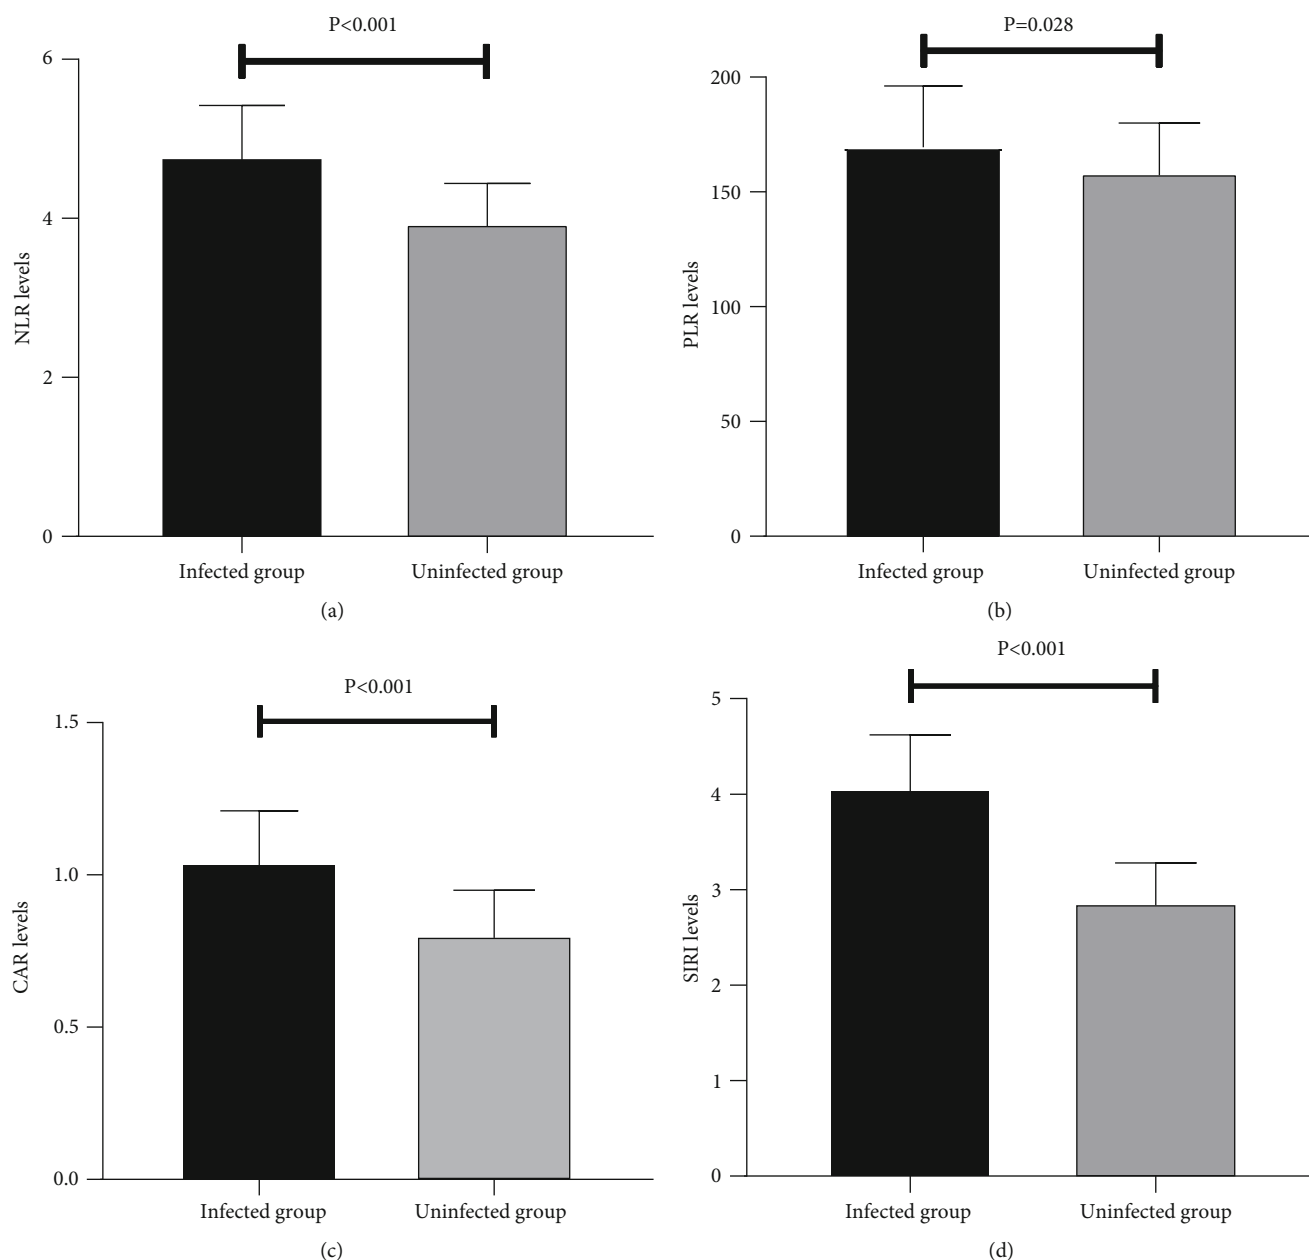 P<0.001
6
4
2
0
NLR levels
Infected group
Uninfected group
(a)
P=0.028
200
150
100
50
0
PLR levels
Infected group
Uninfected group
(b)
P<0.001
1.5
1.0
0.5
0.0
CAR levels
Infected group
Uninfected group
(c)
P<0.001
5
4
3
2
1
0
SIRI levels
Infected group
Uninfected group
(d)